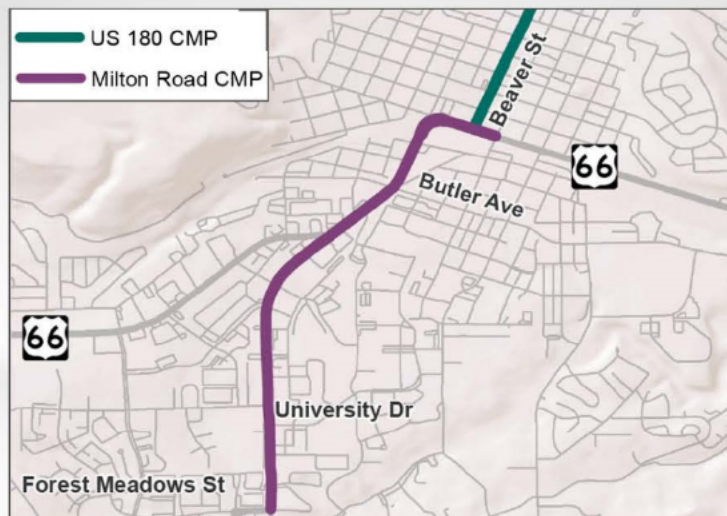 US 180 CMP
Milton Road CMP
Beaver St
66
Butler Ave
66
University Dr
Forest Meadows St